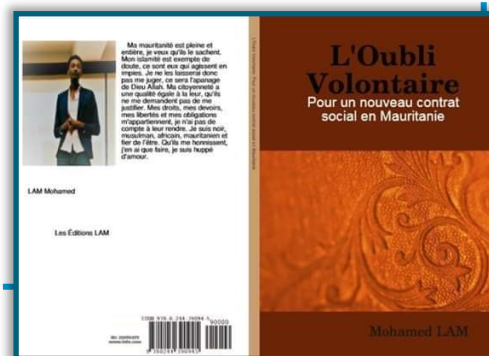 Ma mauritanité est pleine et
entière, je veux qu'ils le sachent.
Mon islamité est exemple de
doute, ce sont eux qui agissent en
impies. Je ne les laisserai donc
pas me juger, ce sera l'apanage
de Dieu Allah. Ma citoyenneté a
une qualité égale à la leur, qu'ils
ne me demandent pas de me
justifier. Mes droits, mes devoirs,
mes libertés et mes obligations
m'appartiennent, je n'ai pas de
compte à leur rendre. Je suis noir,
musulman, africain, mauritanien et
fier de l'être. Qu'ils me honnissent,
j'en ai que faire, je suis huppé
d'amour.
LAM Mohamed
Les Éditions LAM
L'Oubli
Volontaire
Pour un nouveau contrat
social en Mauritanie
Mohamed LAM
90000